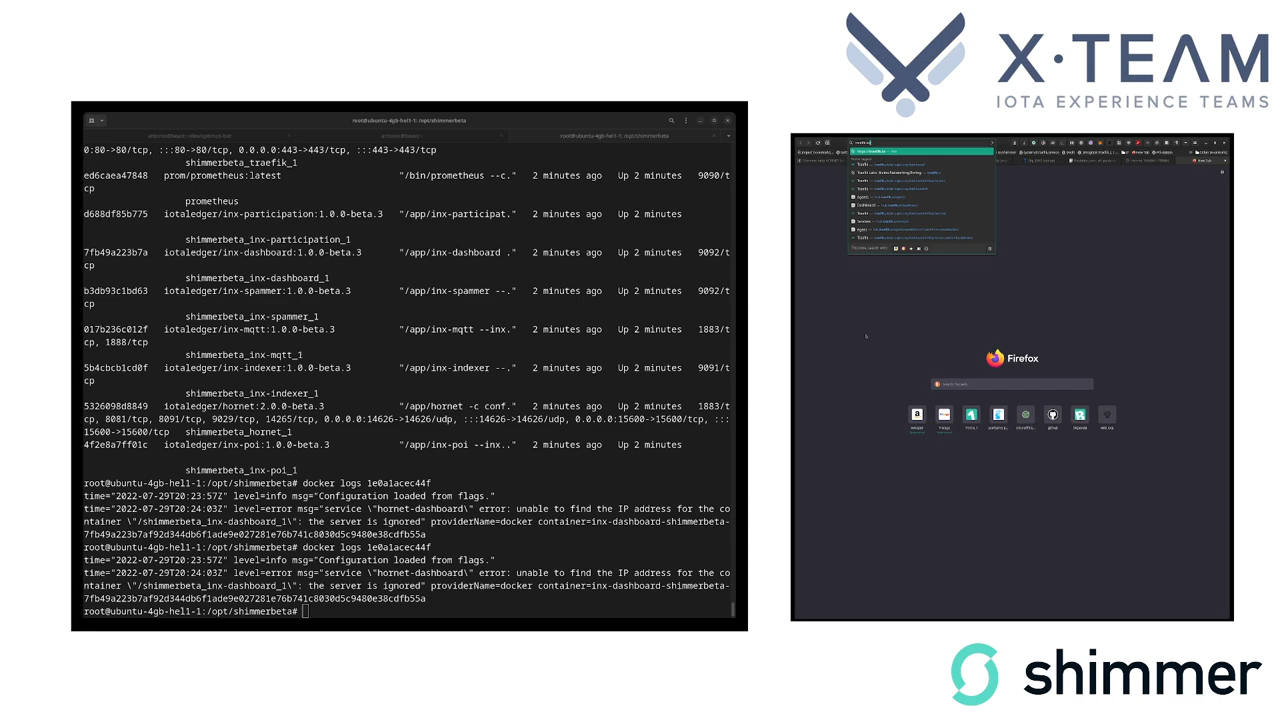 X·TEAM
IOTA EXPERIENCE TEAMS
root@ubuntu-4gb-hel1-1: /opt/shimmerbeta
root@ubuntu-4gb-hel1-1: /opt/shimmerbeta
0:80->80/tcp, :::80->80/tcp, 0.0.0.0:443->443/tcp, :::443->443/tcp
shimmerbeta_traefik_1
ed6caea47848 prom/prometheus:latest "/bin/prometheus --c." 2 minutes ago Up 2 minutes 9090/t
cp
prometheus
d688df85b775 iotaledger/inx-participation:1.0.0-beta.3 "/app/inx-participat." 2 minutes ago Up 2 minutes
shimmerbeta_inx-participation_1
7fb49a223b7a iotaledger/inx-dashboard:1.0.0-beta.3 "/app/inx-dashboard ." 2 minutes ago Up 2 minutes 9092/t
cp
shimmerbeta_inx-dashboard_1
b3db93c1bd63 iotaledger/inx-spammer:1.0.0-beta.3 "/app/inx-spammer --." 2 minutes ago Up 2 minutes 9092/t
cp
shimmerbeta_inx-spammer_1
017b236c012f iotaledger/inx-mqtt:1.0.0-beta.3 "/app/inx-mqtt --inx." 2 minutes ago Up 2 minutes 1883/t
cp, 1888/tcp
shimmerbeta_inx-mqtt_1
5b4cbcb1cd0f iotaledger/inx-indexer:1.0.0-beta.3 "/app/inx-indexer --." 2 minutes ago Up 2 minutes 9091/t
cp
shimmerbeta_inx-indexer_1
5326098d8849 iotaledger/hornet:2.0.0-beta.3 "/app/hornet -c conf." 2 minutes ago Up 2 minutes 1883/t
cp, 8081/tcp, 8091/tcp, 9029/tcp, 14265/tcp, 0.0.0.0:14626->14626/udp, :::14626->14626/udp, 0.0.0.0:15600->15600/tcp, :::
15600->15600/tcp shimmerbeta_hornet_1
4f2e8a7ff01c iotaledger/inx-poi:1.0.0-beta.3 "/app/inx-poi --inx.." 2 minutes ago Up 2 minutes
shimmerbeta_inx-poi_1
root@ubuntu-4gb-hel1-1:/opt/shimmerbeta# docker logs 1e0a1acec44f
time="2022-07-29T20:23:57Z" level=info msg="Configuration loaded from flags."
time="2022-07-29T20:24:03Z" level=error msg="service \"hornet-dashboard\" error: unable to find the IP address for the co
ntainer \"/shimmerbeta_inx-dashboard_1\": the server is ignored" providerName=docker container=inx-dashboard-shimmerbeta-
7fb49a223b7af92d344db6f1ade9e027281e76b741c8030d5c9480e38cdfb55a
root@ubuntu-4gb-hel1-1:/opt/shimmerbeta# docker logs 1e0a1acec44f
time="2022-07-29T20:23:57Z" level=info msg="Configuration loaded from flags."
time="2022-07-29T20:24:03Z" level=error msg="service \"hornet-dashboard\" error: unable to find the IP address for the co
ntainer \"/shimmerbeta_inx-dashboard_1\": the server is ignored" providerName=docker container=inx-dashboard-shimmerbeta-
7fb49a223b7af92d344db6f1ade9e027281e76b741c8030d5c9480e38cdfb55a
root@ubuntu-4gb-hel1-1:/opt/shimmerbeta#
Firefox
Search the web
shimmer